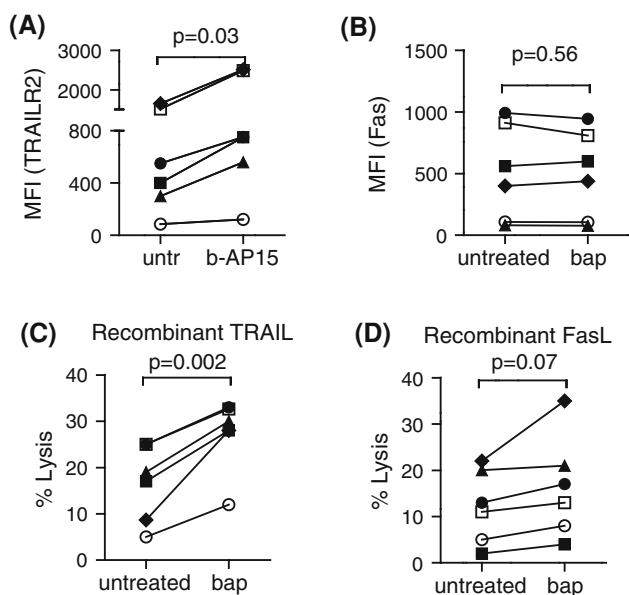 (A)
p=0.03
3000
2000
800
400
0
MFI (TRAILR2)
untr b-AP15
(B)
p=0.56
1500
1000
500
0
MFI (Fas)
untreated bap
(C) Recombinant TRAIL
p=0.002
40
30
20
10
0
% Lysis
untreated bap
(D) Recombinant FasL
p=0.07
40
30
20
10
0
% Lysis
untreated bap